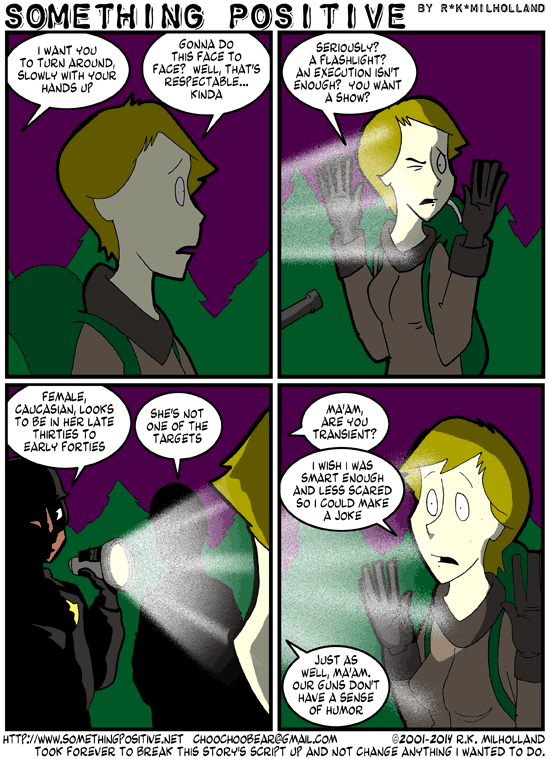 SOMETHING POSITIVE BY R*K*MILHOLLAND
I WANT YOU
TO TURN AROUND,
SLOWLY WITH YOUR
HANDS UP
GONNA DO
THIS FACE TO
FACE? WELL, THAT'S
RESPECTABLE...
KINDA
SERIOUSLY?
A FLASHLIGHT?
AN EXECUTION ISN'T
ENOUGH? YOU WANT
A SHOW?
FEMALE,
CAUCASIAN, LOOKS
TO BE IN HER LATE
THIRTIES TO
EARLY FORTIES
SHE'S NOT
ONE OF THE
TARGETS
MA'AM,
ARE YOU
TRANSIENT?
I WISH I WAS
SMART ENOUGH
AND LESS SCARED
SO I COULD MAKE
A JOKE
JUST AS
WELL, MA'AM.
OUR GUNS DON'T
HAVE A SENSE
OF HUMOR
HTTP://WWW.SOMETHINGPOSITIVE.NET CHOOCHOOBEAR@GMAIL.COM ©2001-2014 R.K. MILHOLLAND
TOOK FOREVER TO BREAK THIS STORY'S SCRIPT UP AND NOT CHANGE ANYTHING I WANTED TO DO.